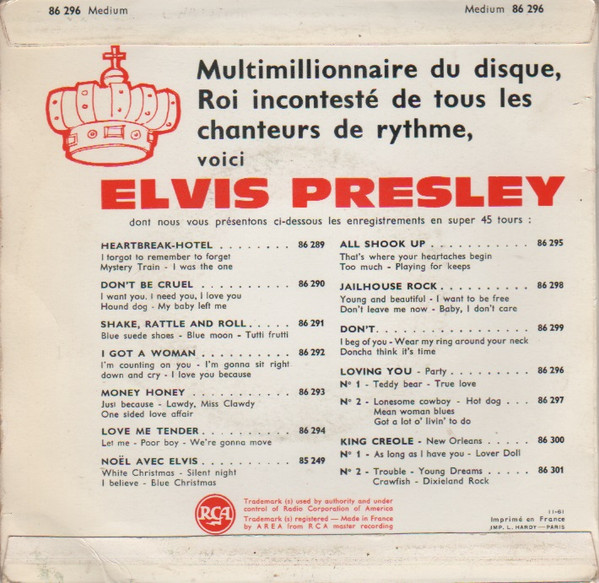 86 296 Medium
Medium 86 296
Multimillionnaire du disque,
Roi incontesté de tous les
chanteurs de rythme,
voici
ELVIS PRESLEY
dont nous vous présentons ci-dessous les enregistrements en super 45 tours :
HEARTBREAK-HOTEL . . . . . . . . 86 289
I forgot to remember to forget
Mystery Train - I was the one
DON'T BE CRUEL . . . . . . . . . . 86 290
I want you, i need you, I love you
Hound dog - My baby left me
SHAKE, RATTLE AND ROLL . . . . . 86 291
Blue suede shoes - Blue moon - Tutti frutti
I GOT A WOMAN . . . . . . . . . . 86 292
I'm counting on you - I'm gonna sit right
down and cry - I love you because
MONEY HONEY . . . . . . . . . . . 86 293
Just because - Lawdy, Miss Clawdy
One sided love affair
LOVE ME TENDER . . . . . . . . . 86 294
Let me - Poor boy - We're gonna move
NOËL AVEC ELVIS . . . . . . . . . 85 249
White Christmas - Silent night
I believe - Blue Christmas
ALL SHOOK UP . . . . . . . . . . . 86 295
That's where your heartaches begin
Too much - Playing for keeps
JAILHOUSE ROCK . . . . . . . . . . 86 298
Young and beautiful - I want to be free
Don't leave me now - Baby, I don't care
DON'T . . . . . . . . . . . . . . . . 86 299
I beg of you - Wear my ring around your neck
Doncha think it's time
LOVING YOU - Party . . . . . . . . 86 296
N° 1 - Teddy bear - True love
N° 2 - Lonesome cowboy - Hot dog . . . 86 297
Mean woman blues
Got a lot o' livin' to do
KING CREOLE - New Orleans . . . . 86 300
N° 1 - As long as I have you - Lover Doll
N° 2 - Trouble - Young Dreams . . . . . 86 301
Crawfish - Dixieland Rock
RCA
Trademark (s) used by authority and under
control of Radio Corporation of America
Trademark (s) registered — Made in France
by A R E A from RCA master recording
11-61
Imprimé en France
IMP. L. HARDY — PARIS